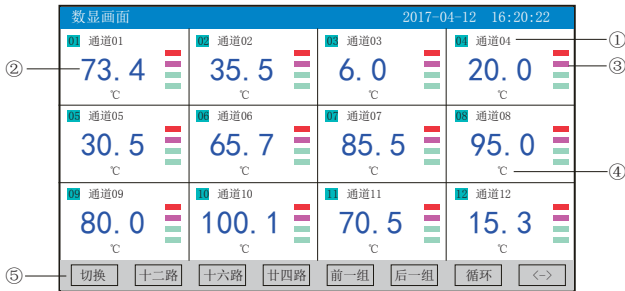 数显画面 2017-04-12 16:20:22
01 通道01 02 通道02 03 通道03 04 通道04 ①
② 73.4 35.5 6.0 20.0 ③
℃ ℃ ℃ ℃
05 通道05 06 通道06 07 通道07 08 通道08
30.5 65.7 85.5 95.0
℃ ℃ ℃ ℃ ④
09 通道09 10 通道10 11 通道11 12 通道12
80.0 100.1 70.5 15.3
℃ ℃ ℃ ℃
⑤ 切换 十二路 十六路 廿四路 前一组 后一组 循环 <->